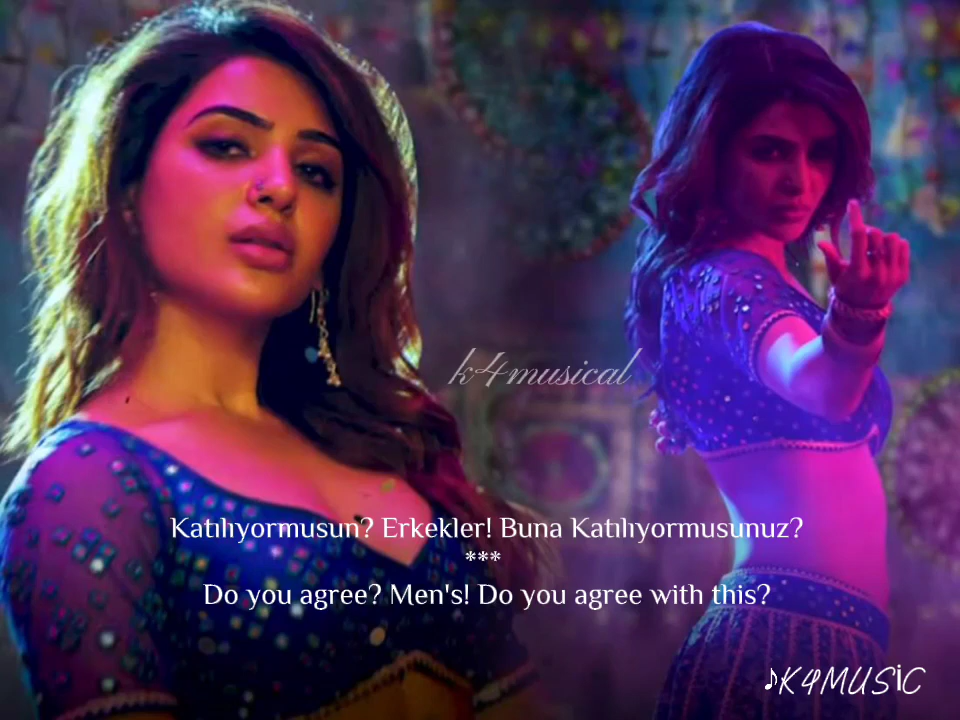 k4musical
Katılıyormusun? Erkekler! Buna Katılıyormusunuz?
***
Do you agree? Men's! Do you agree with this?
♪K4MUSİC